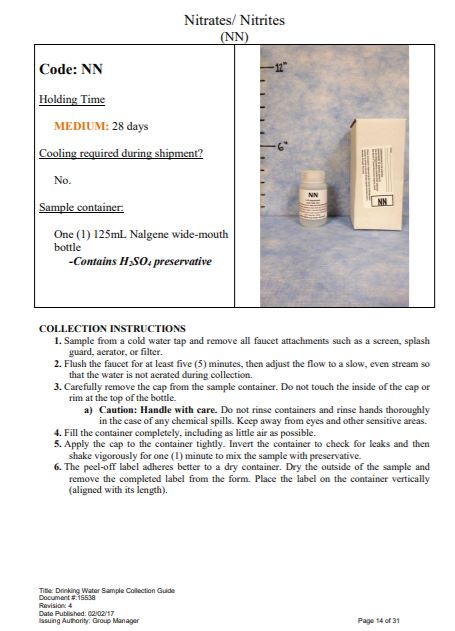 Nitrates/ Nitrites
(NN)
Code: NN
Holding Time
MEDIUM: 28 days
Cooling required during shipment?
No.
Sample container:
One (1) 125mL Nalgene wide-mouth
bottle
-Contains H₂SO₄ preservative
12"
6"
NN
NN
COLLECTION INSTRUCTIONS
1. Sample from a cold water tap and remove all faucet attachments such as a screen, splash
guard, aerator, or filter.
2. Flush the faucet for at least five (5) minutes, then adjust the flow to a slow, even stream so
that the water is not aerated during collection.
3. Carefully remove the cap from the sample container. Do not touch the inside of the cap or
rim at the top of the bottle.
a) Caution: Handle with care. Do not rinse containers and rinse hands thoroughly
in the case of any chemical spills. Keep away from eyes and other sensitive areas.
4. Fill the container completely, including as little air as possible.
5. Apply the cap to the container tightly. Invert the container to check for leaks and then
shake vigorously for one (1) minute to mix the sample with preservative.
6. The peel-off label adheres better to a dry container. Dry the outside of the sample and
remove the completed label from the form. Place the label on the container vertically
(aligned with its length).
Title: Drinking Water Sample Collection Guide
Document #:15538
Revision: 4
Date Published: 02/02/17
Issuing Authority: Group Manager
Page 14 of 31